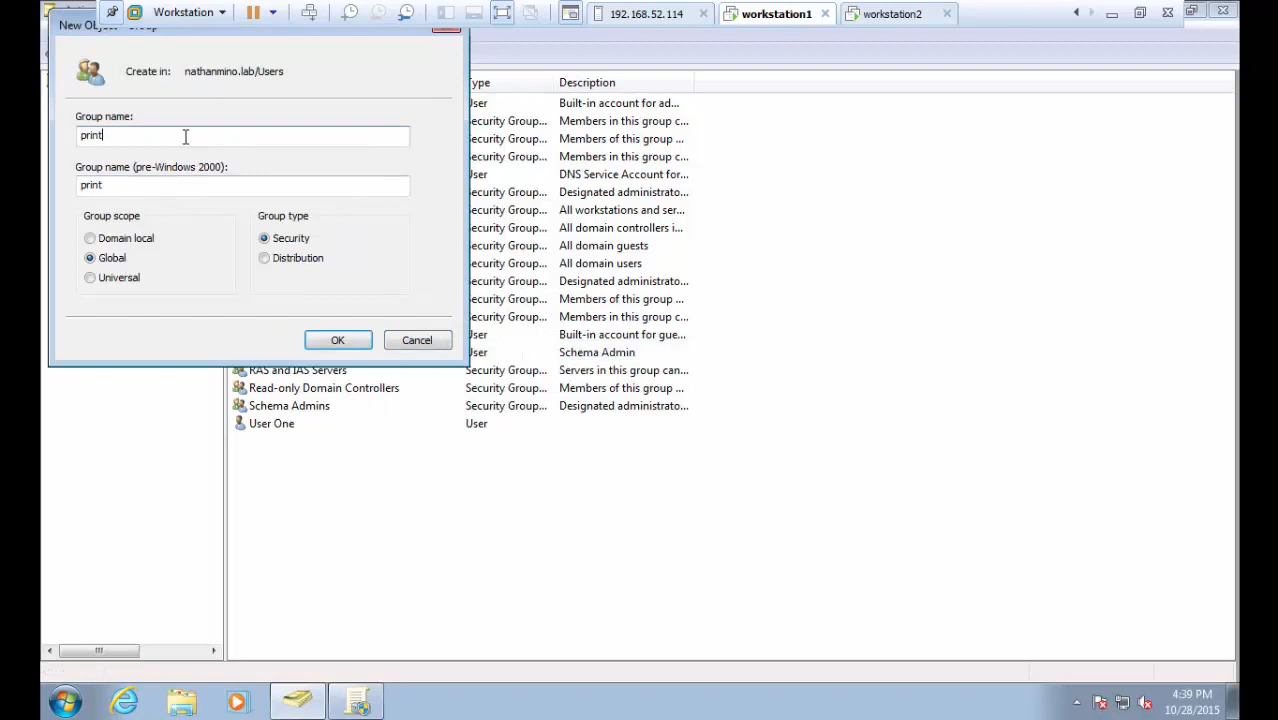 Workstation
192.168.52.114
workstation1
workstation2
New Object - Group
Create in: nathanmino.lab/Users
Group name:
print
Group name (pre-Windows 2000):
print
Group scope
Domain local
Global
Universal
Group type
Security
Distribution
OK
Cancel
Type Description
User Built-in account for ad...
Security Group... Members in this group c...
Security Group... Members of this group ...
Security Group... Members in this group c...
User DNS Service Account for
Security Group... Designated administrato...
Security Group... All workstations and ser...
Security Group... All domain controllers i...
Security Group... All domain guests
Security Group... All domain users
Security Group... Designated administrato...
Security Group... Members of this group ...
Security Group... Members in this group c...
User Built-in account for gue...
User Schema Admin
RAS and IAS Servers Security Group... Servers in this group can...
Read-only Domain Controllers Security Group... Members of this group ...
Schema Admins Security Group... Designated administrato...
User One User
4:39 PM
10/28/2015